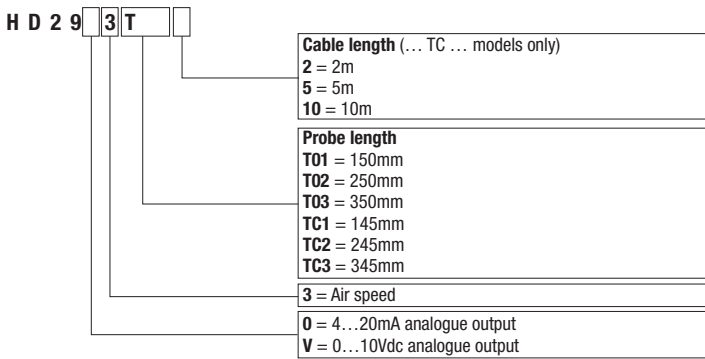 H D 2 9 3 T
Cable length (… TC … models only)
2 = 2m
5 = 5m
10 = 10m
Probe length
T01 = 150mm
T02 = 250mm
T03 = 350mm
TC1 = 145mm
TC2 = 245mm
TC3 = 345mm
3 = Air speed
0 = 4…20mA analogue output
V = 0…10Vdc analogue output